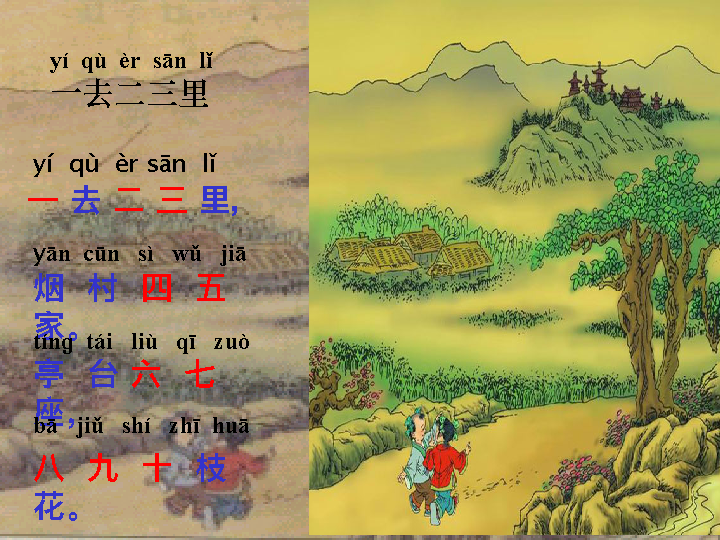 yí qù èr sān lǐ
一去二三里
yí qù èr sān lǐ
一 去 二 三 里，
yān cūn sì wǔ jiā
烟 村 四 五
家。
tíng tái liù qī zuò
亭 台 六 七
座，
bā jiǔ shí zhī huā
八 九 十 枝
花。